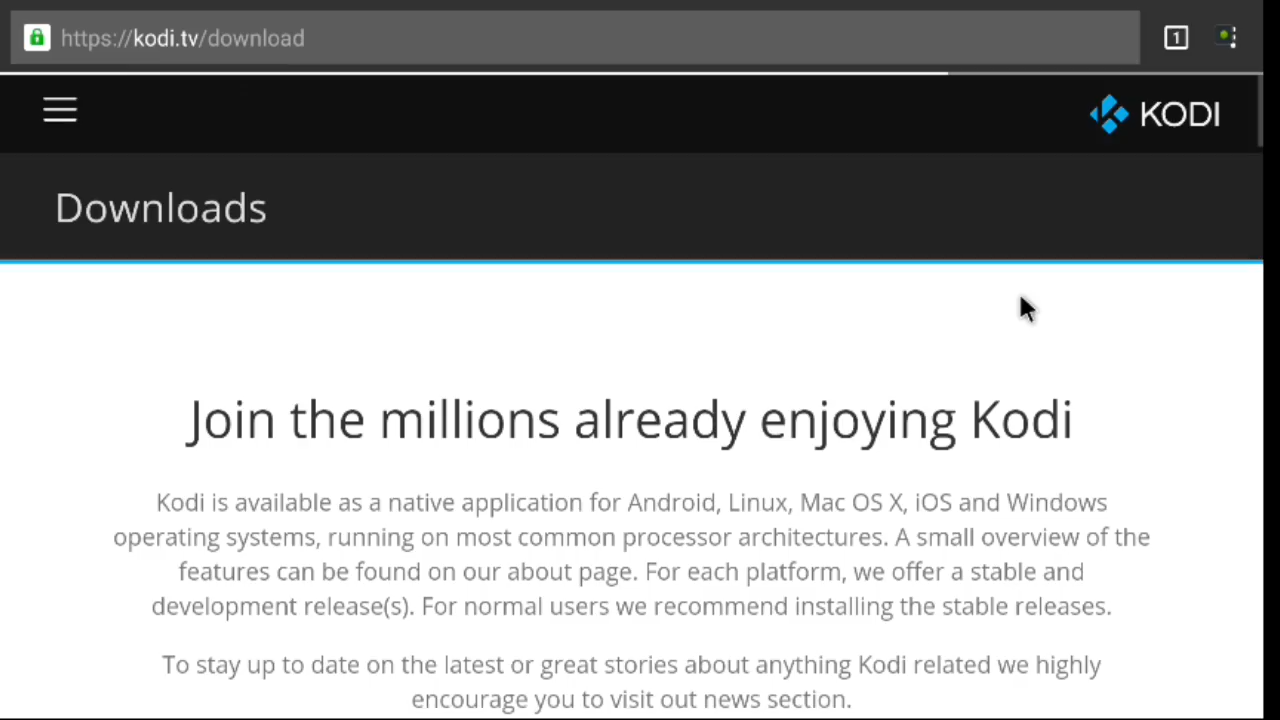 https://kodi.tv/download
1
KODI
Downloads
Join the millions already enjoying Kodi
Kodi is available as a native application for Android, Linux, Mac OS X, iOS and Windows
operating systems, running on most common processor architectures. A small overview of the
features can be found on our about page. For each platform, we offer a stable and
development release(s). For normal users we recommend installing the stable releases.
To stay up to date on the latest or great stories about anything Kodi related we highly
encourage you to visit out news section.